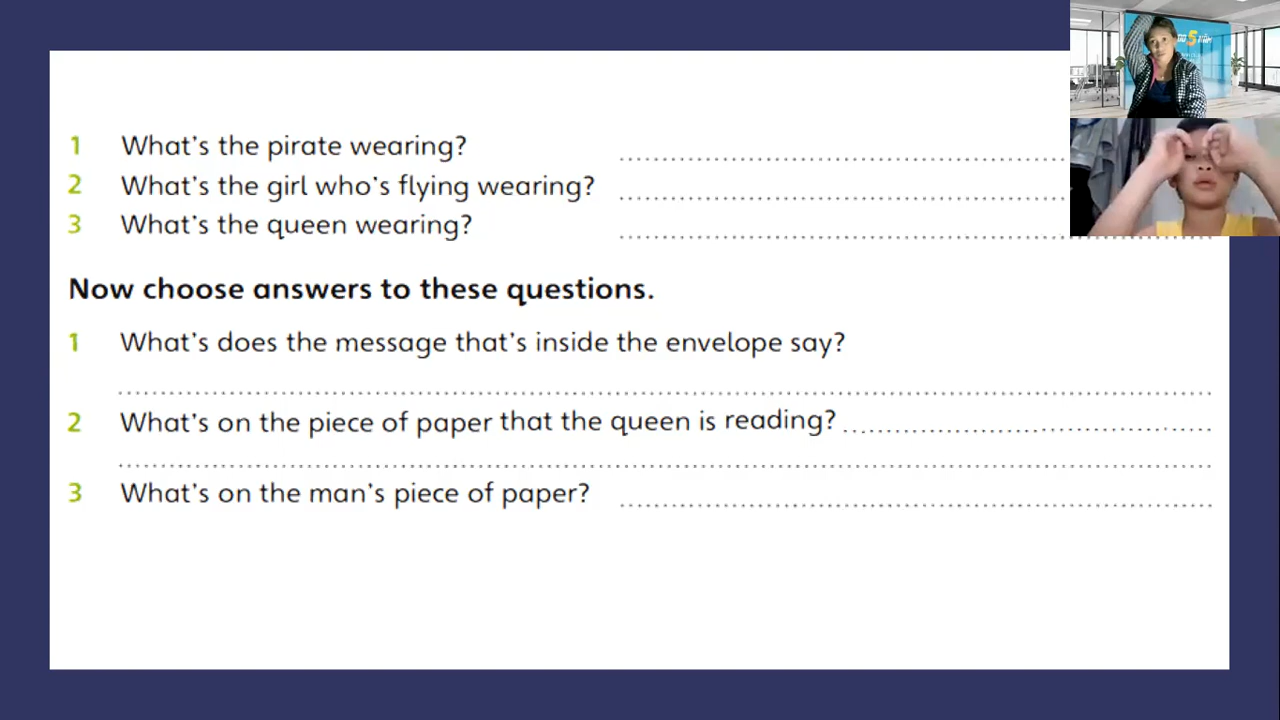 1 What's the pirate wearing?
2 What's the girl who's flying wearing?
3 What's the queen wearing?
Now choose answers to these questions.
1 What's does the message that's inside the envelope say?
2 What's on the piece of paper that the queen is reading?
3 What's on the man's piece of paper?